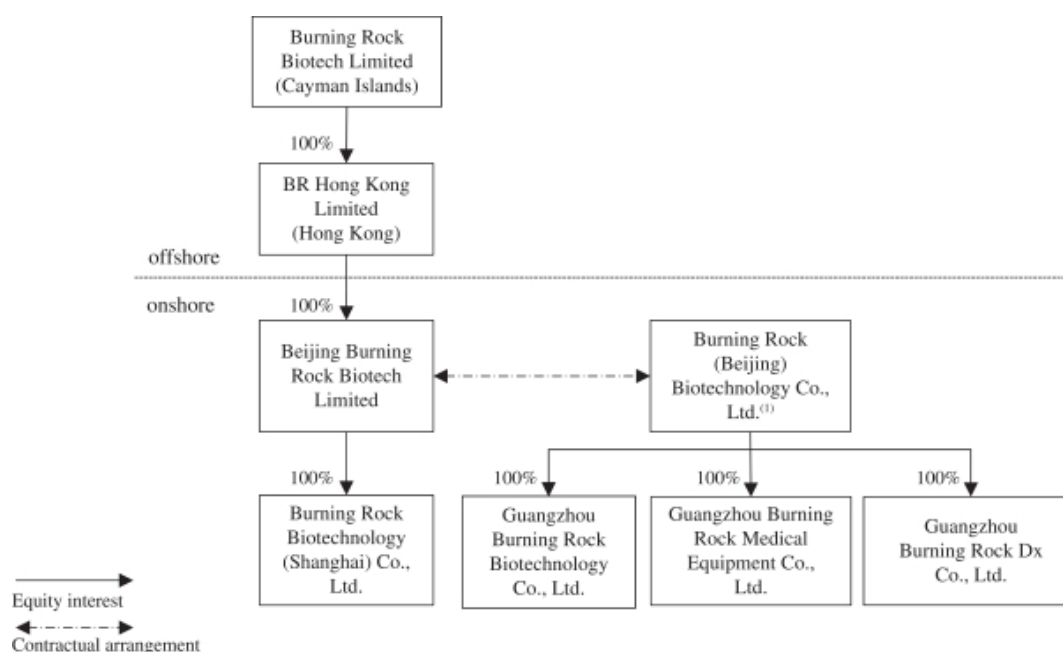 Burning Rock
Biotech Limited
(Cayman Islands)
100%
BR Hong Kong
Limited
(Hong Kong)
offshore
onshore
100%
Beijing Burning
Rock Biotech
Limited
Burning Rock
(Beijing)
Biotechnology Co.,
Ltd.(1)
100%
100%
100%
100%
Burning Rock
Biotechnology
(Shanghai) Co.,
Ltd.
Guangzhou
Burning Rock
Biotechnology
Co., Ltd.
Guangzhou Burning
Rock Medical
Equipment Co.,
Ltd.
Guangzhou
Burning Rock Dx
Co., Ltd.
Equity interest
Contractual arrangement